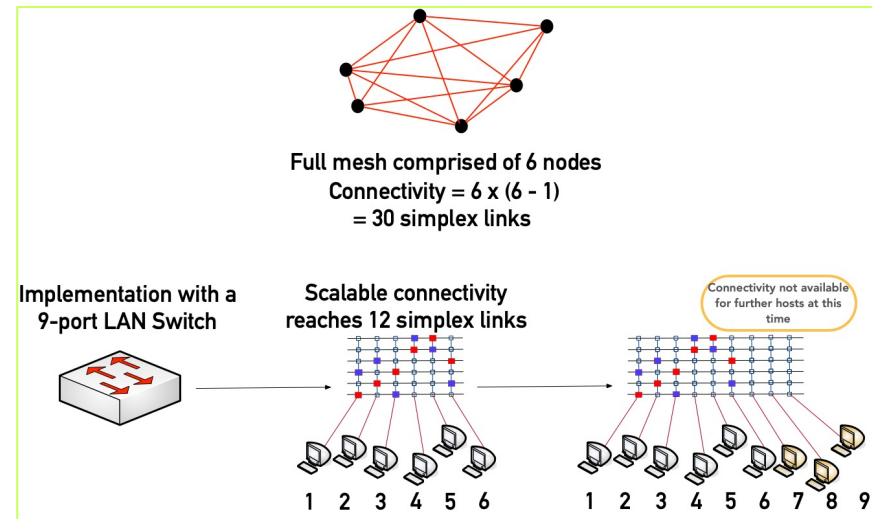 Full mesh comprised of 6 nodes
Connectivity = 6 x (6 - 1)
= 30 simplex links
Implementation with a
9-port LAN Switch
Scalable connectivity
reaches 12 simplex links
Connectivity not available
for further hosts at this
time
1 2 3 4 5 6
1 2 3 4 5 6 7 8 9